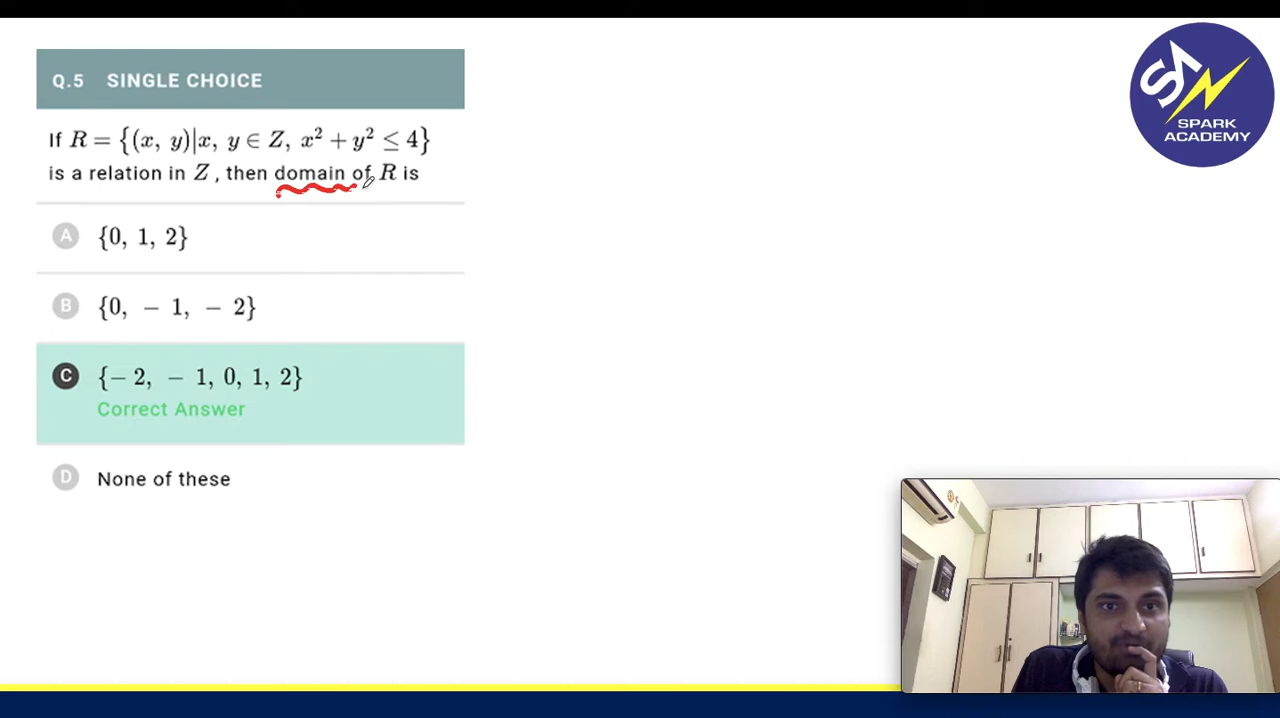 Q.5 SINGLE CHOICE
If R = {(x, y)|x, y ∈ Z, x² + y² ≤ 4}
is a relation in Z , then domain of R is
A {0, 1, 2}
B {0, − 1, − 2}
C {− 2, − 1, 0, 1, 2}
Correct Answer
D None of these
SPARK
ACADEMY